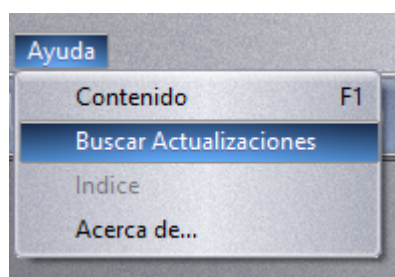 Ayuda
Contenido F1
Buscar Actualizaciones
Indice
Acerca de...